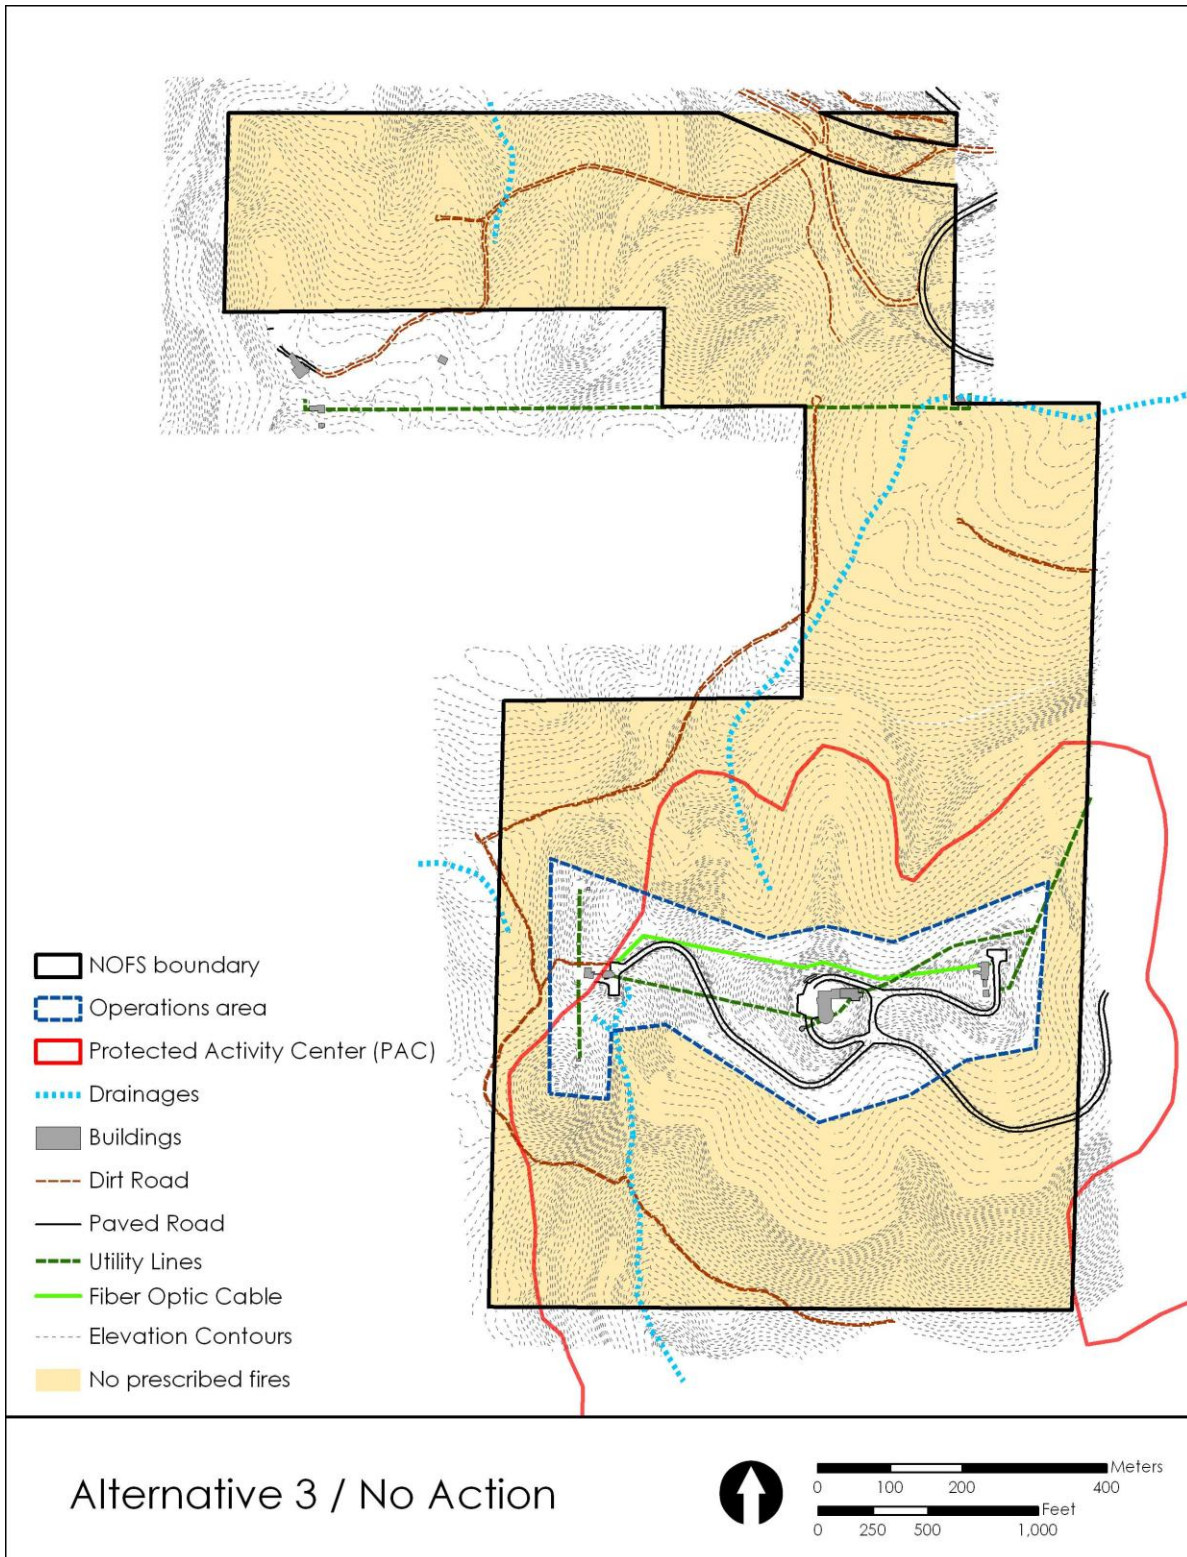 NOFS boundary
Operations area
Protected Activity Center (PAC)
Drainages
Buildings
Dirt Road
Paved Road
Utility Lines
Fiber Optic Cable
Elevation Contours
No prescribed fires
Alternative 3 / No Action
Meters
0 100 200 400
Feet
0 250 500 1,000